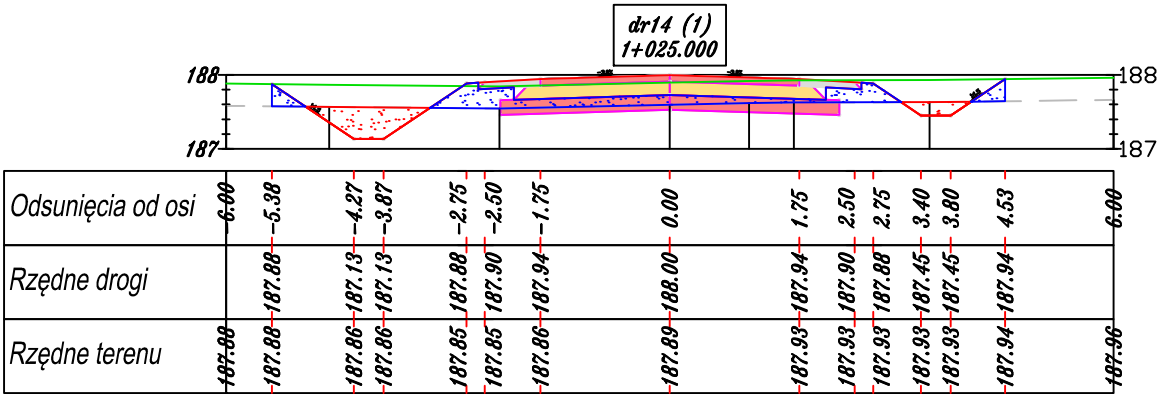 dr14 (1)
1+025.000
188 188
187 187
Odsunięcia od osi -6.00 -5.38 -4.27 -3.87 -2.75 -2.50 -1.75 0.00 1.75 2.50 2.75 3.40 3.80 4.53 6.00
Rzędne drogi 187.88 187.13 187.13 187.88 187.90 187.94 188.00 187.94 187.90 187.88 187.45 187.45 187.94
Rzędne terenu 187.88 187.88 187.86 187.86 187.85 187.85 187.86 187.89 187.93 187.93 187.93 187.93 187.93 187.94 187.96